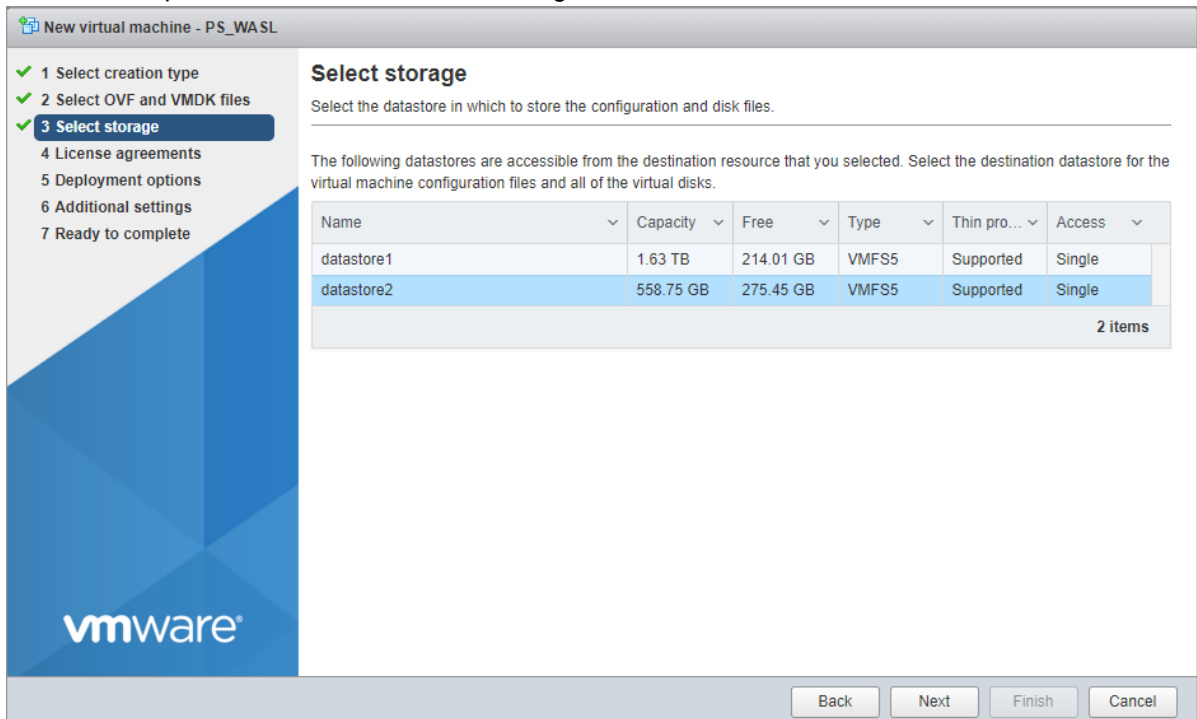 New virtual machine - PS_WASL
1 Select creation type
2 Select OVF and VMDK files
3 Select storage
4 License agreements
5 Deployment options
6 Additional settings
7 Ready to complete
vmware®
Select storage
Select the datastore in which to store the configuration and disk files.
The following datastores are accessible from the destination resource that you selected. Select the destination datastore for the
virtual machine configuration files and all of the virtual disks.
Name Capacity Free Type Thin pro... Access
datastore1 1.63 TB 214.01 GB VMFS5 Supported Single
datastore2 558.75 GB 275.45 GB VMFS5 Supported Single
2 items
Back Next Finish Cancel